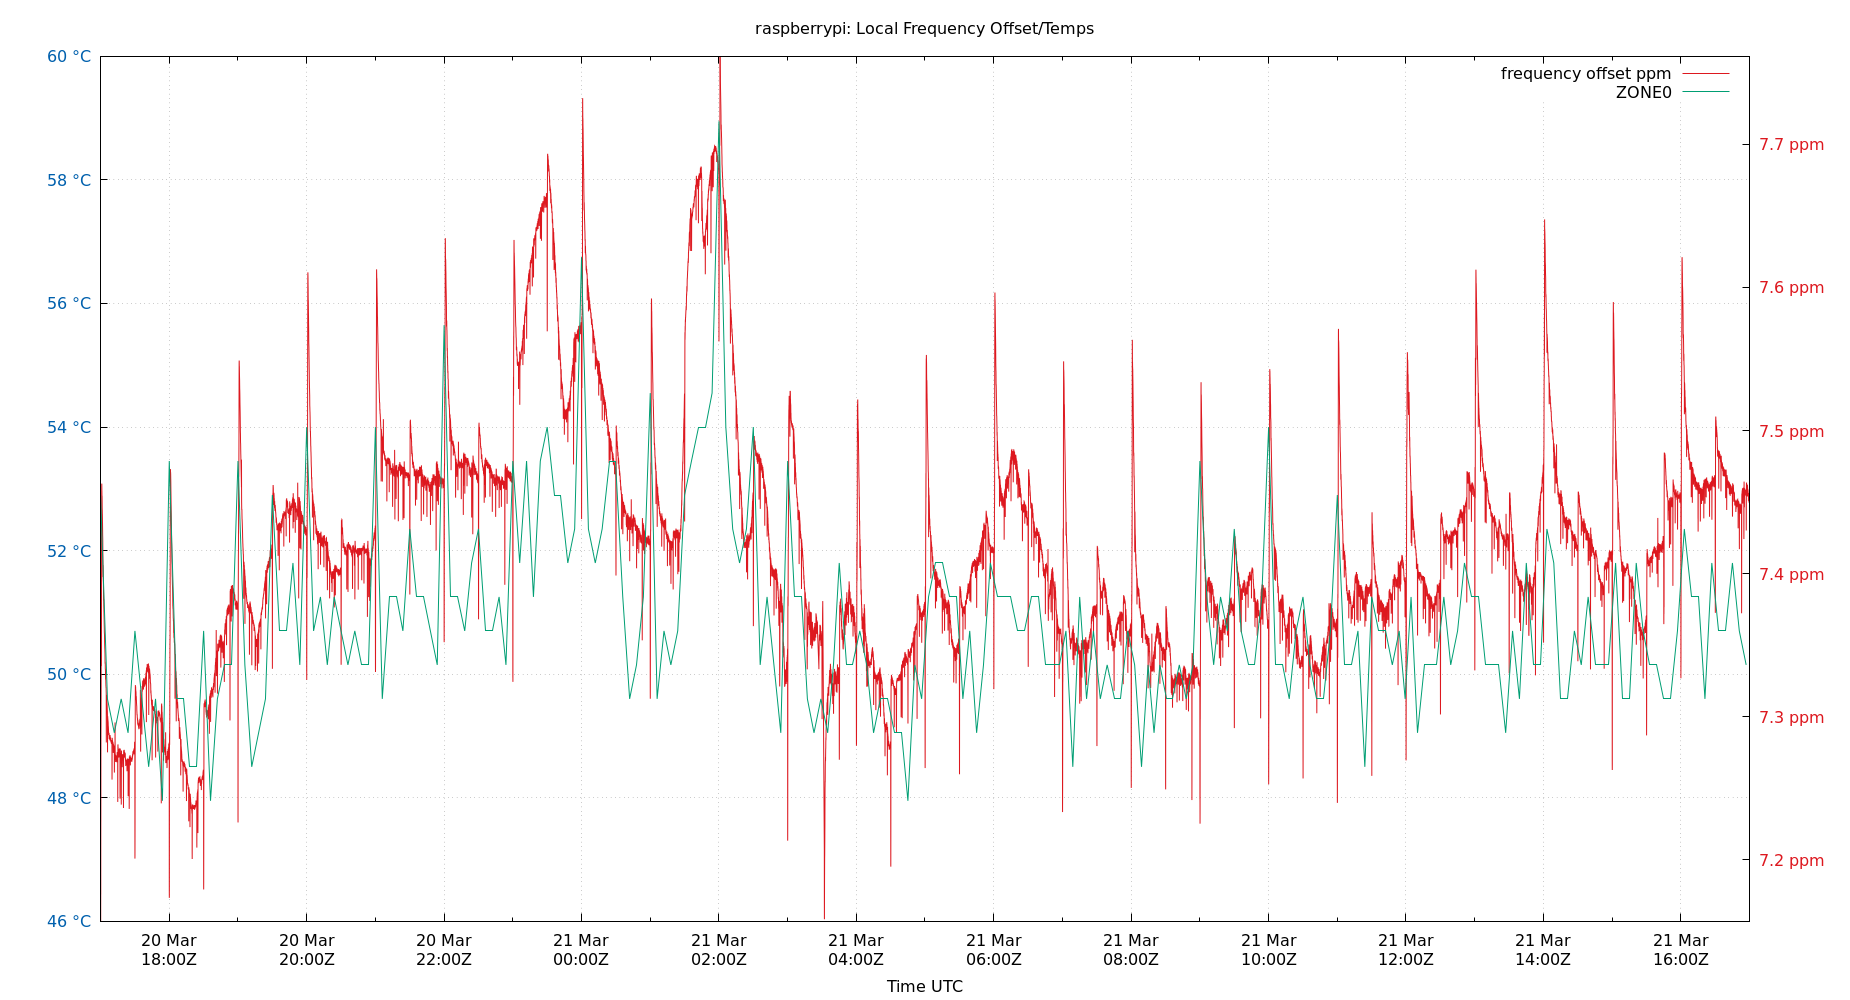 raspberrypi: Local Frequency Offset/Temps
60 °C
58 °C
56 °C
54 °C
52 °C
50 °C
48 °C
46 °C
frequency offset ppm
ZONE0
7.7 ppm
7.6 ppm
7.5 ppm
7.4 ppm
7.3 ppm
7.2 ppm
20 Mar
18:00Z
20 Mar
20:00Z
20 Mar
22:00Z
21 Mar
00:00Z
21 Mar
02:00Z
21 Mar
04:00Z
21 Mar
06:00Z
21 Mar
08:00Z
21 Mar
10:00Z
21 Mar
12:00Z
21 Mar
14:00Z
21 Mar
16:00Z
Time UTC